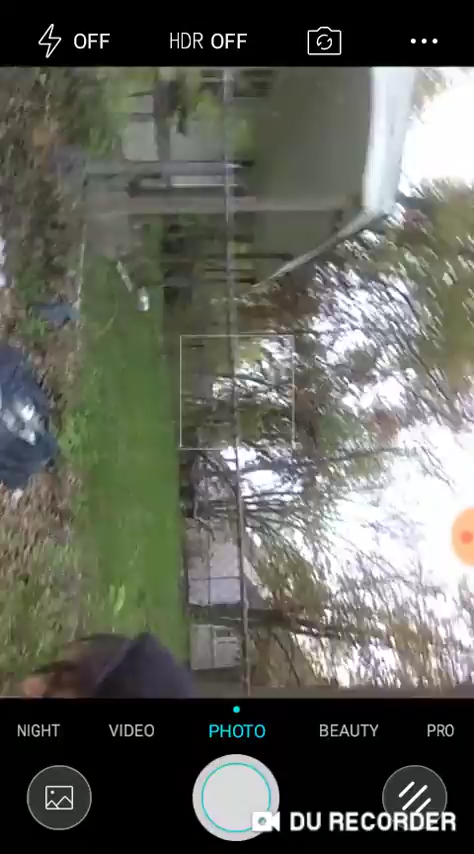 OFF
HDR OFF
NIGHT VIDEO PHOTO BEAUTY PRO
DU RECORDER